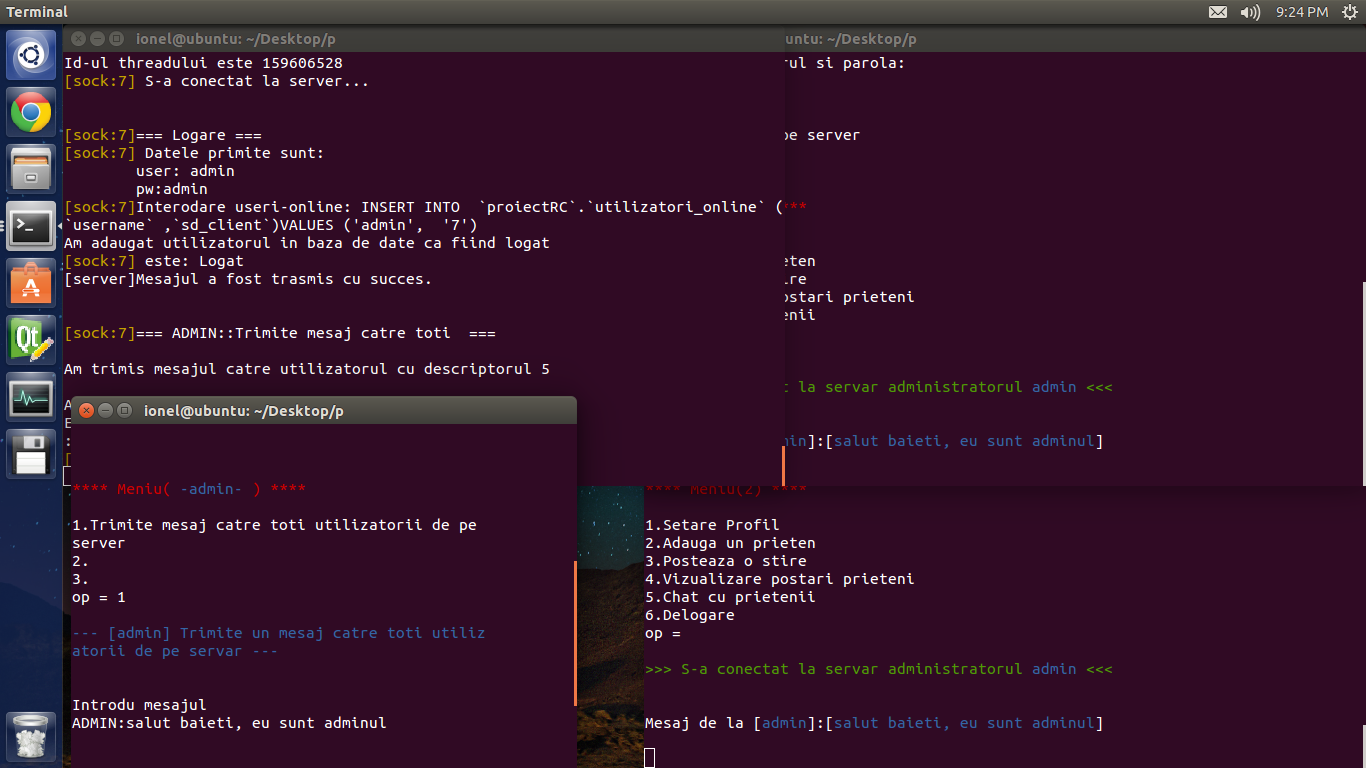 Terminal
9:24 PM
ionel@ubuntu: ~/Desktop/p
Id-ul threadului este 159606528
[sock:7] S-a conectat la server...
[sock:7]=== Logare ===
[sock:7] Datele primite sunt:
user: admin
pw:admin
[sock:7]Interodare useri-online: INSERT INTO  `proiectRC`.`utilizatori_online` (
`username` ,`sd_client`)VALUES ('admin',  '7')
Am adaugat utilizatorul in baza de date ca fiind logat
[sock:7] este: Logat
[server]Mesajul a fost trasmis cu succes.
[sock:7]=== ADMIN::Trimite mesaj catre toti  ===
Am trimis mesajul catre utilizatorul cu descriptorul 5
A
E
:
[
untu: ~/Desktop/p
rul si parola:
pe server
***
eten
ire
ostari prieteni
enii
t la servar administratorul admin <<<
min]:[salut baieti, eu sunt adminul]
ionel@ubuntu: ~/Desktop/p
**** Meniu( -admin- ) ****
1.Trimite mesaj catre toti utilizatorii de pe
server
2.
3.
op = 1
--- [admin] Trimite un mesaj catre toti utiliz
atorii de pe servar ---
Introdu mesajul
ADMIN:salut baieti, eu sunt adminul
**** Meniu(2) ****
1.Setare Profil
2.Adauga un prieten
3.Posteaza o stire
4.Vizualizare postari prieteni
5.Chat cu prietenii
6.Delogare
op =
>>> S-a conectat la servar administratorul admin <<<
Mesaj de la [admin]:[salut baieti, eu sunt adminul]